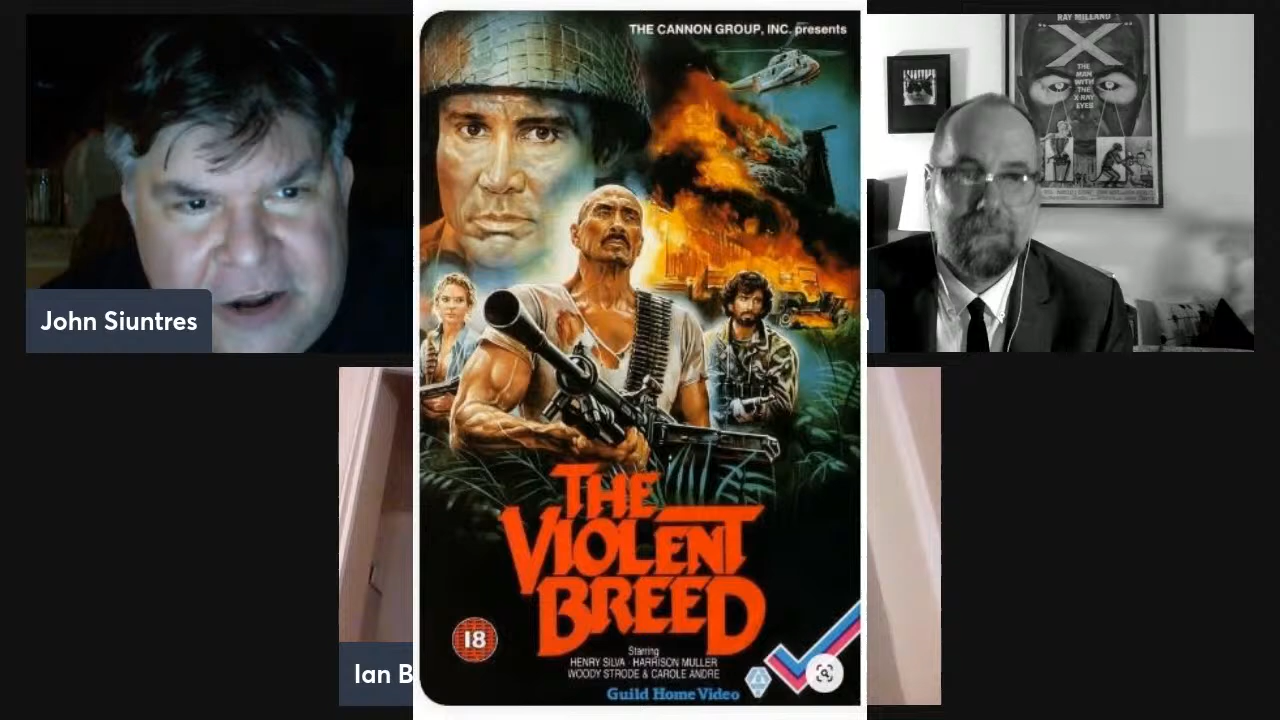 THE CANNON GROUP, INC. presents
RAY MILLAND
X
THE
MAN
WITH
THE
X-RAY
EYES
John Siuntres
THE
VIOLENT
BREED
18
Starring
HENRY SILVA · HARRISON MULLER
WOODY STRODE & CAROLE ANDRE
Guild Home Video
Ian B